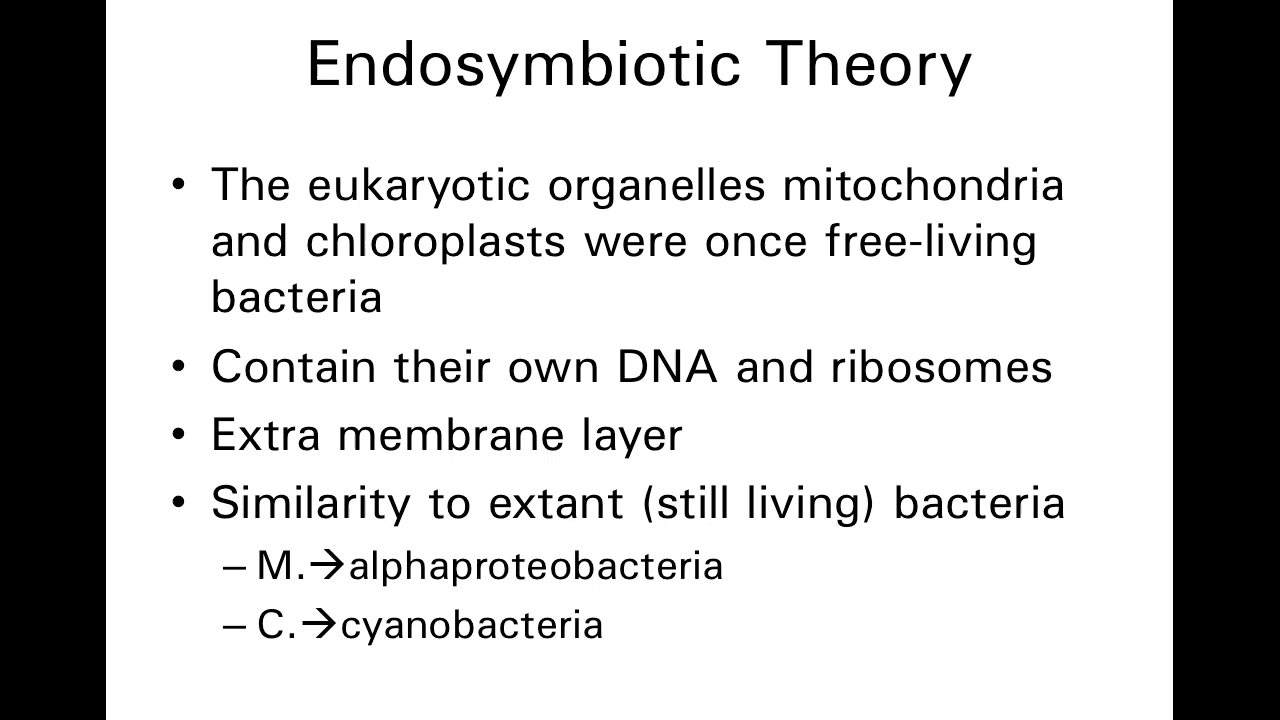 Endosymbiotic Theory
• The eukaryotic organelles mitochondria
and chloroplasts were once free-living
bacteria
• Contain their own DNA and ribosomes
• Extra membrane layer
• Similarity to extant (still living) bacteria
– M.→alphaproteobacteria
– C.→cyanobacteria